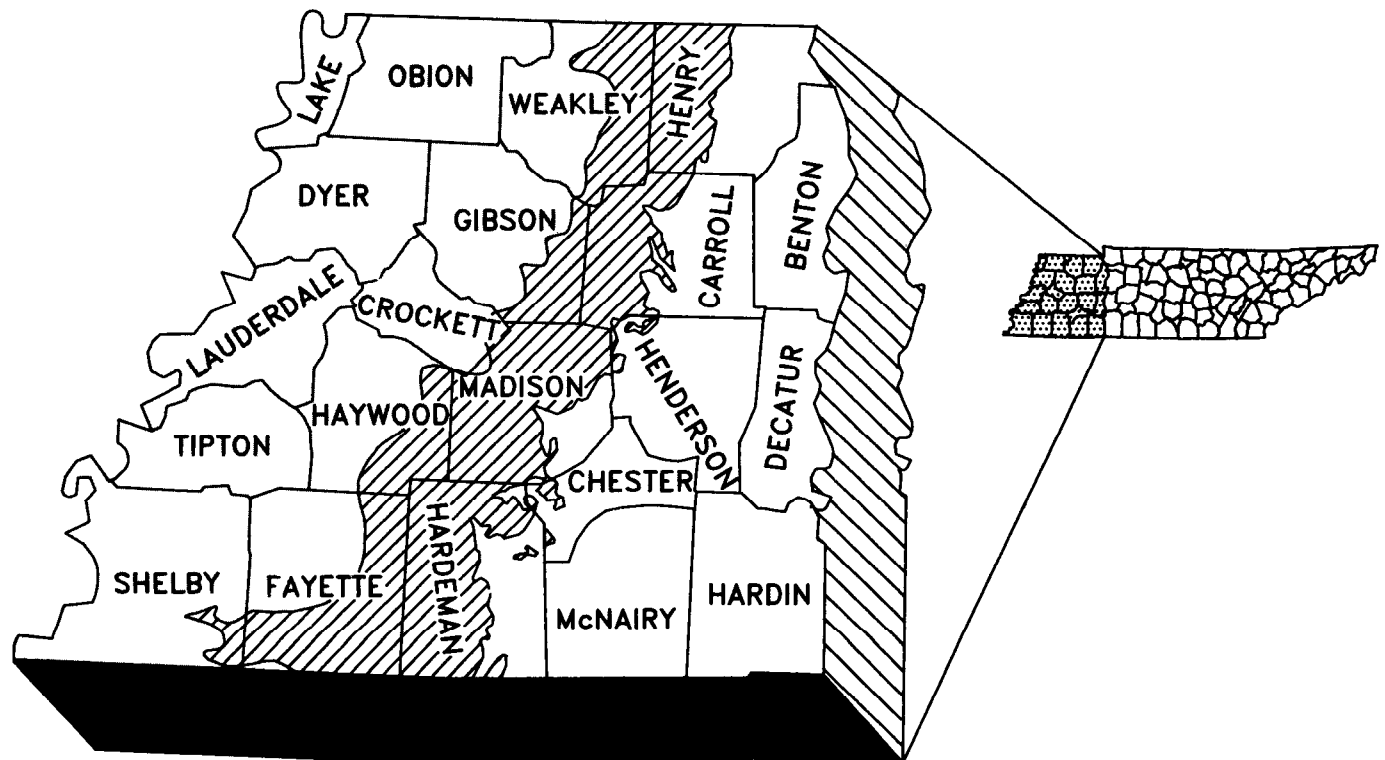 LAKE
OBION
WEAKLEY
HENRY
DYER
GIBSON
CARROLL
BENTON
LAUDERDALE
CROCKETT
MADISON
HAYWOOD
HENDERSON
DECATUR
TIPTON
CHESTER
SHELBY
FAYETTE
HARDEMAN
McNAIRY
HARDIN